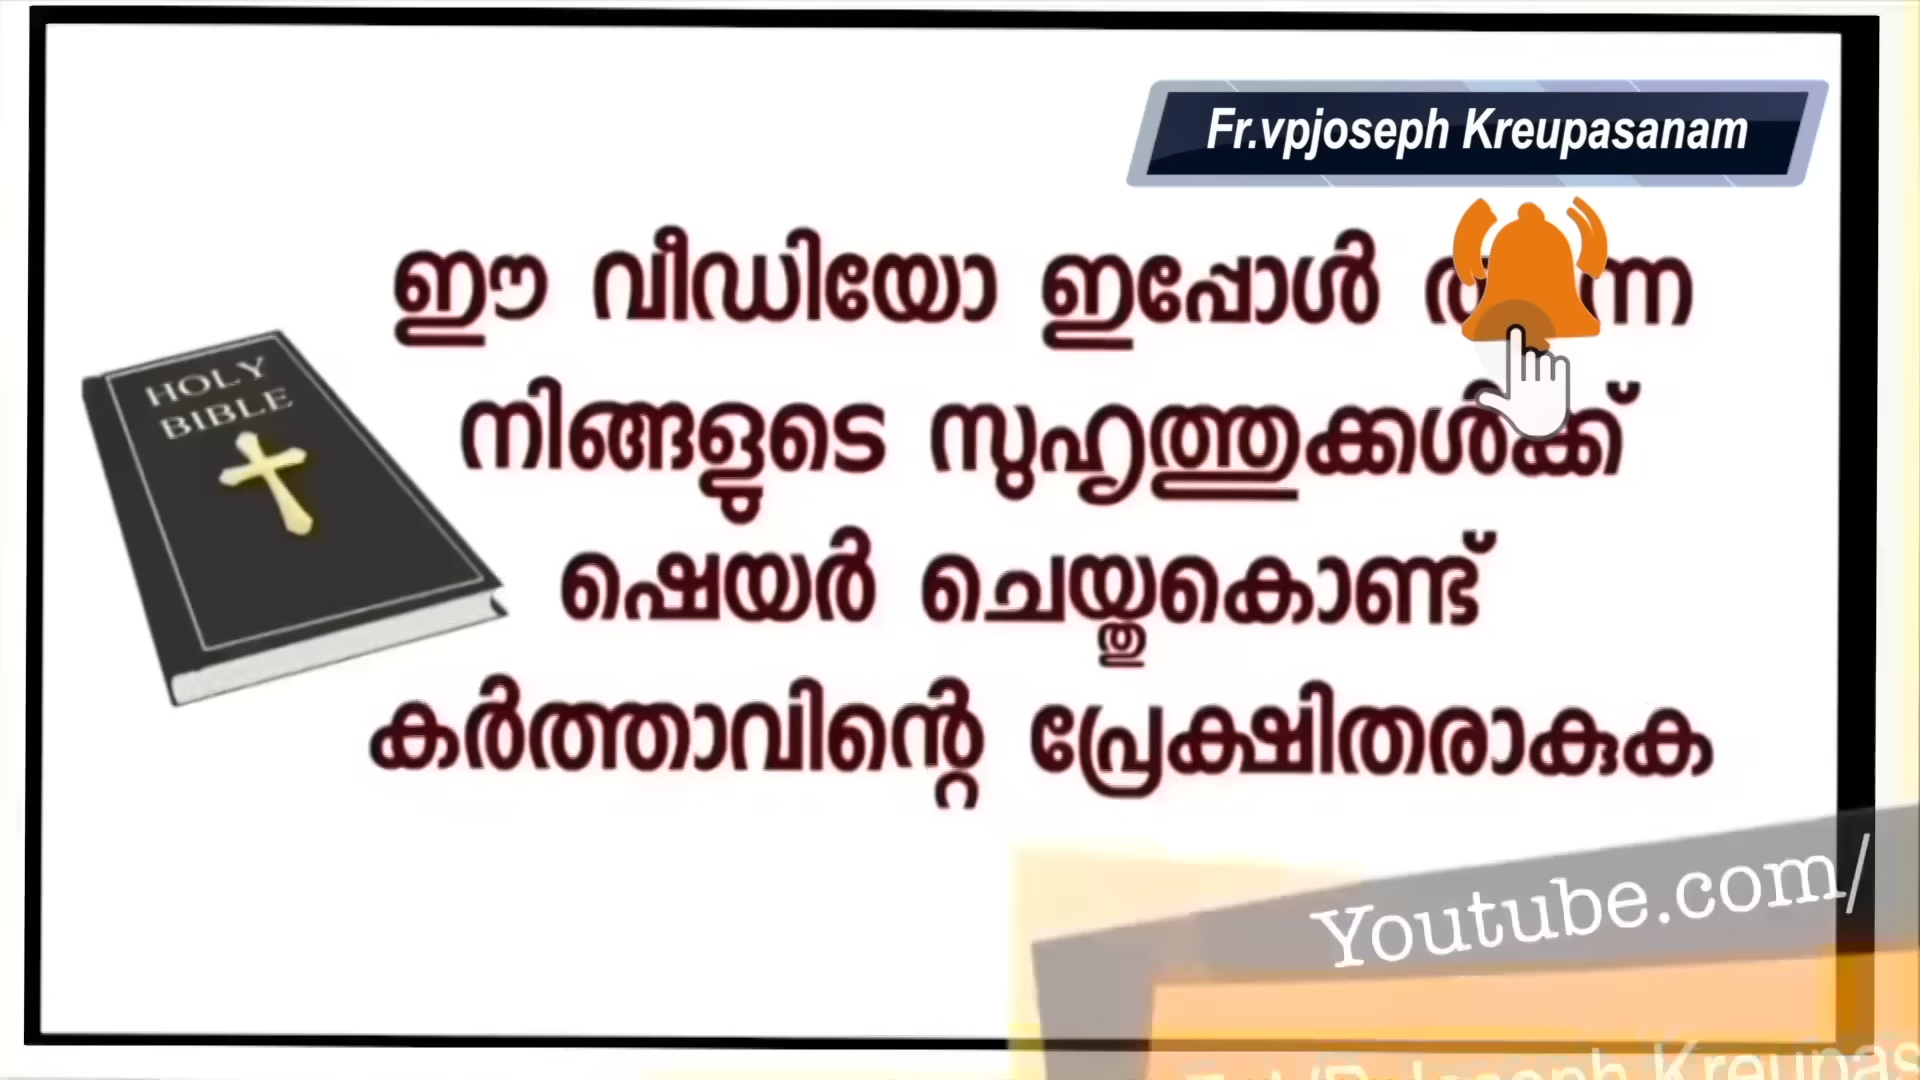 Fr.vpjoseph Kreupasanam
ഈ വീഡിയോ ഇപ്പോൾ
HOLY
BIBLE
നിങ്ങളുടെ സുഹൃത്തുക്കൾക്ക്
ഷെയർ ചെയ്തുകൊണ്ട്
കർത്താവിന്റെ പ്രേക്ഷിതരാകുക
Youtube.com/